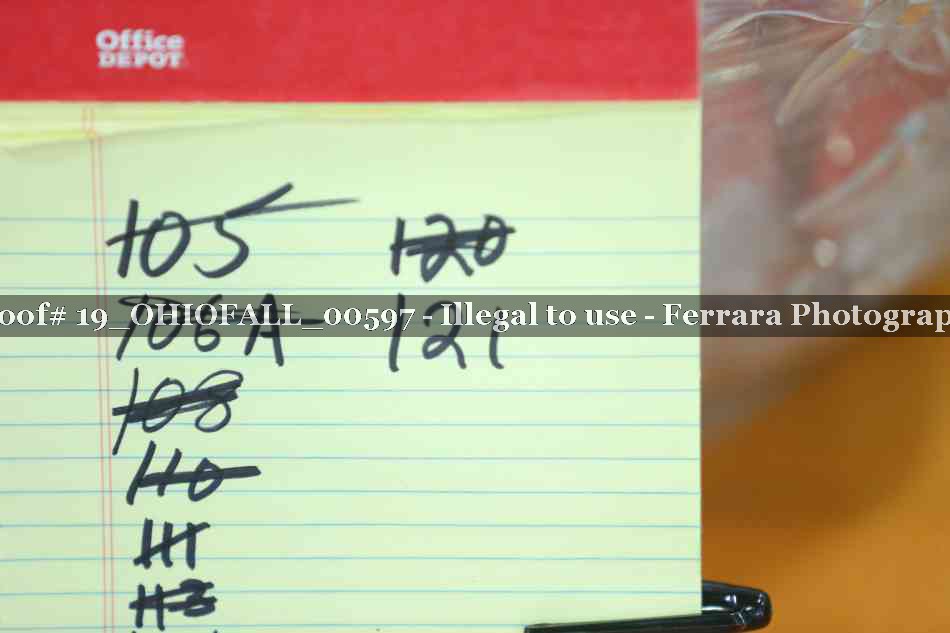 Office
DEPOT
105
106A
108
110
111
113
120
121
oof# 19_OHIOFALL_00597 - Illegal to use - Ferrara Photograp